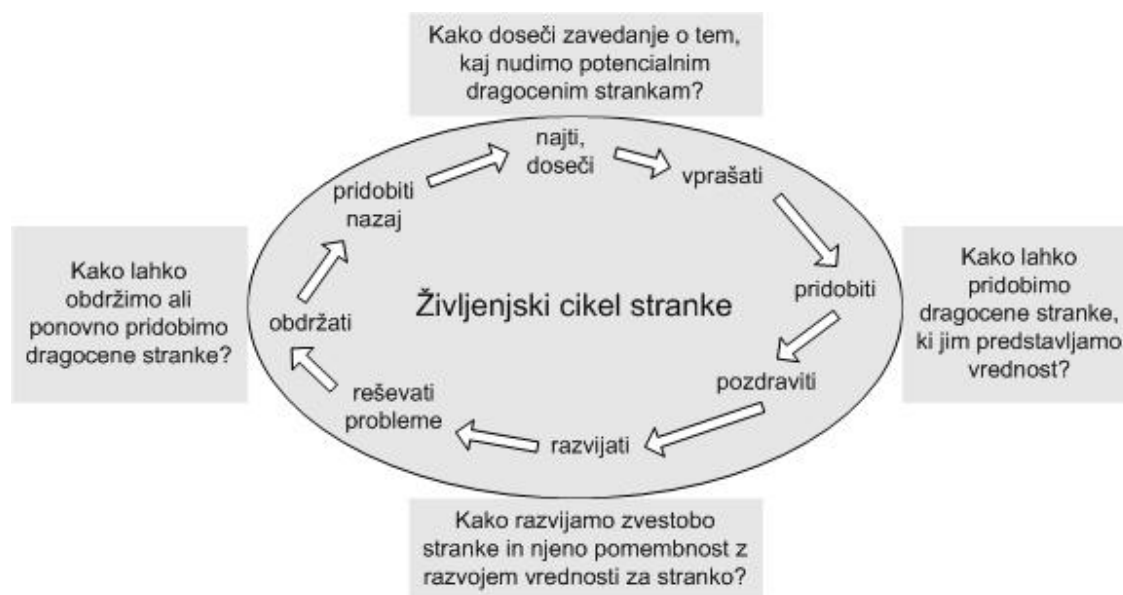 Kako doseči zavedanje o tem,
kaj nudimo potencialnim
dragocenim strankam?
najti,
doseči
vprašati
pridobiti
nazaj
Kako lahko
obdržimo ali
ponovno pridobimo
dragocene stranke?
obdržati
Življenjski cikel stranke
pridobiti
Kako lahko
pridobimo
dragocene stranke,
ki jim predstavljamo
vrednost?
pozdraviti
reševati
probleme
razvijati
Kako razvijamo zvestobo
stranke in njeno pomembnost z
razvojem vrednosti za stranko?